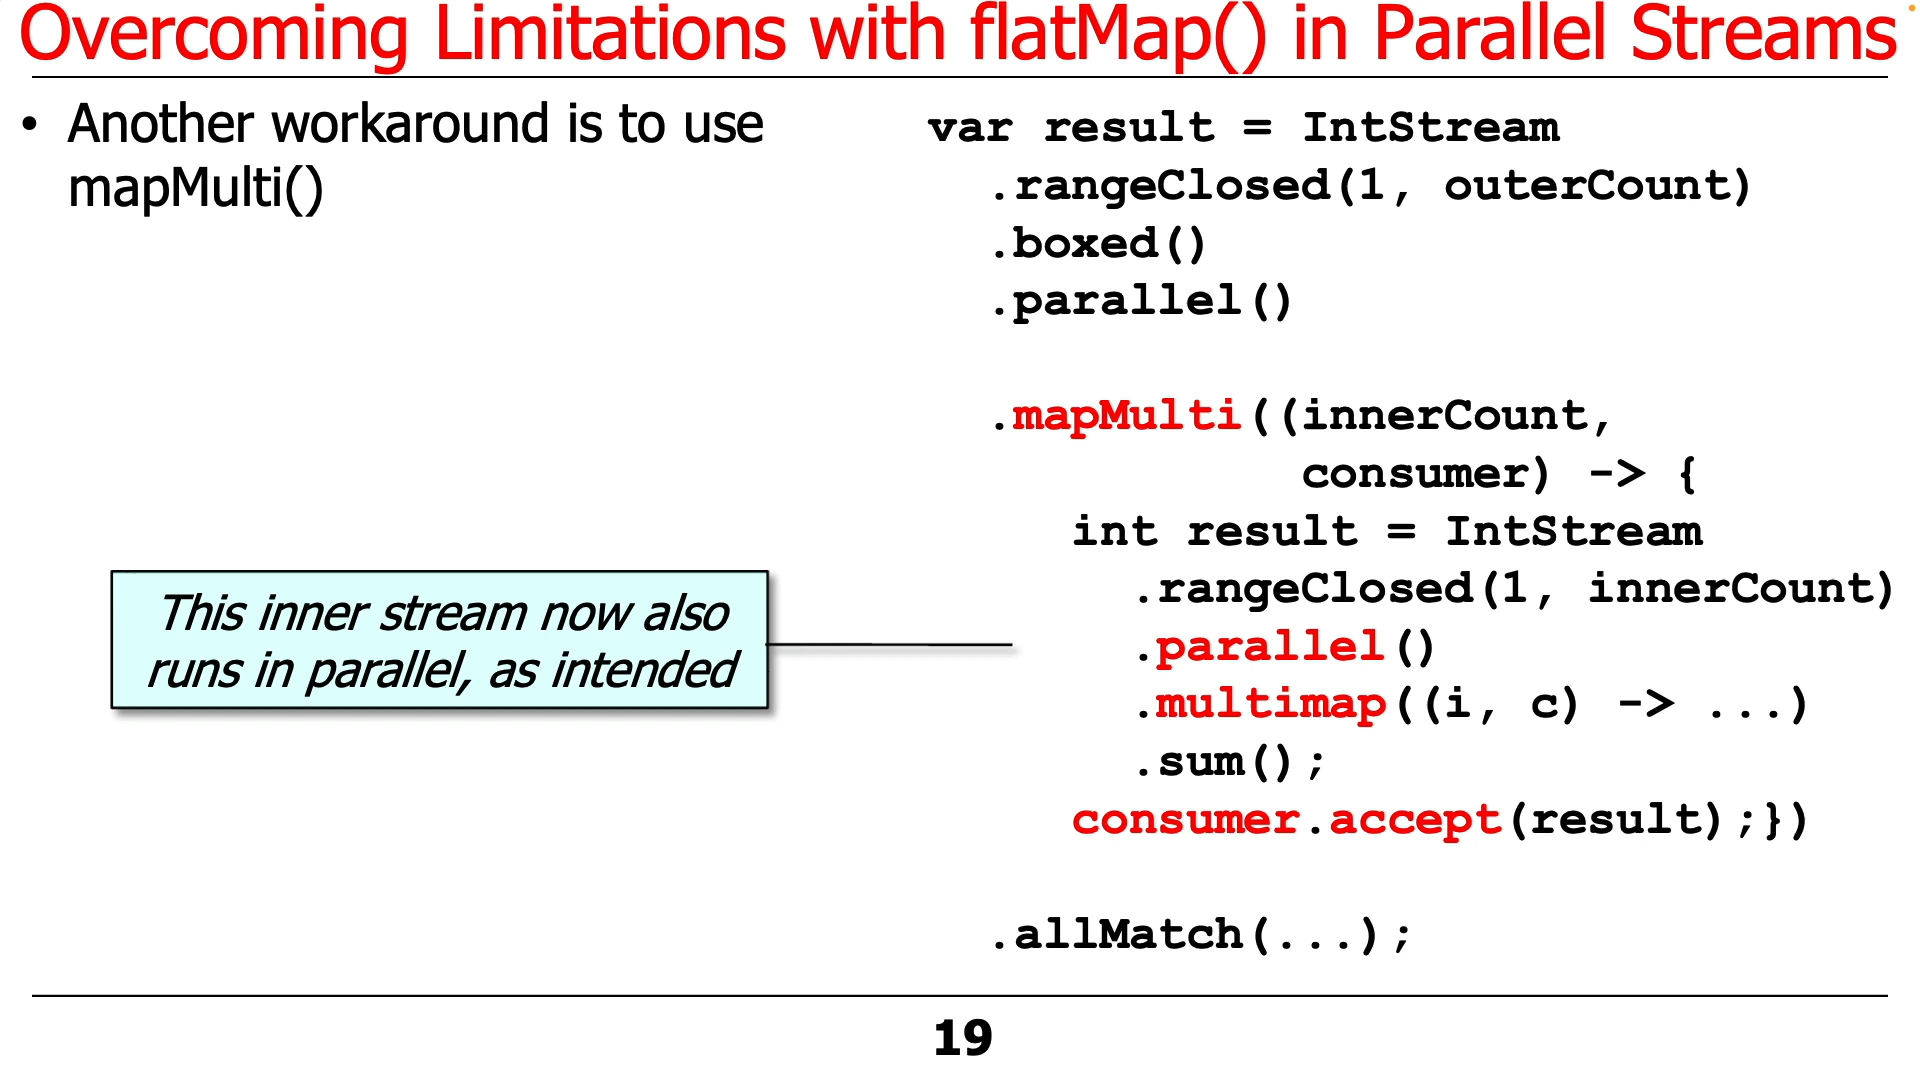 Overcoming Limitations with flatMap() in Parallel Streams
• Another workaround is to use
mapMulti()
var result = IntStream
.rangeClosed(1, outerCount)
.boxed()
.parallel()
.mapMulti((innerCount,
consumer) -> {
int result = IntStream
.rangeClosed(1, innerCount)
.parallel()
.multimap((i, c) -> ...)
.sum();
consumer.accept(result);})
.allMatch(...);
This inner stream now also
runs in parallel, as intended
19